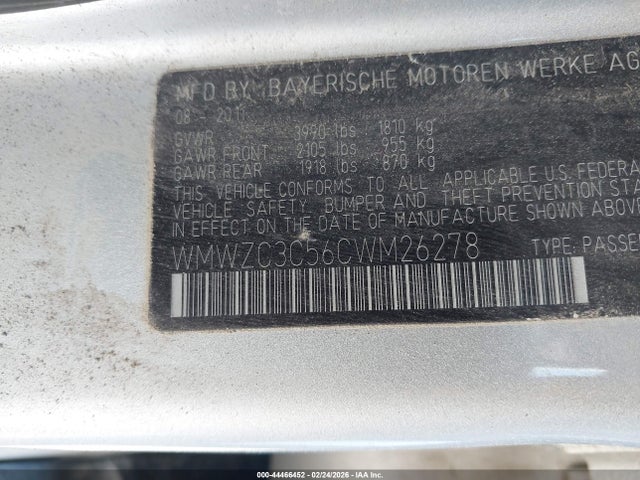 MFD BY: BAYERISCHE MOTOREN WERKE AG
08 2011
GVWR 3990 lbs 1810 kg
GAWR FRONT 2105 lbs 955 kg
GAWR REAR 1918 lbs 870 kg
THIS VEHICLE CONFORMS TO ALL APPLICABLE U.S. FEDERA
VEHICLE SAFETY, BUMPER AND THEFT PREVENTION STA
IN EFFECT ON THE DATE OF MANUFACTURE SHOWN ABOVE
WMWZC3C56CWM26278 TYPE: PASSEN
000-44466452 - 02/24/2026 - IAA Inc.